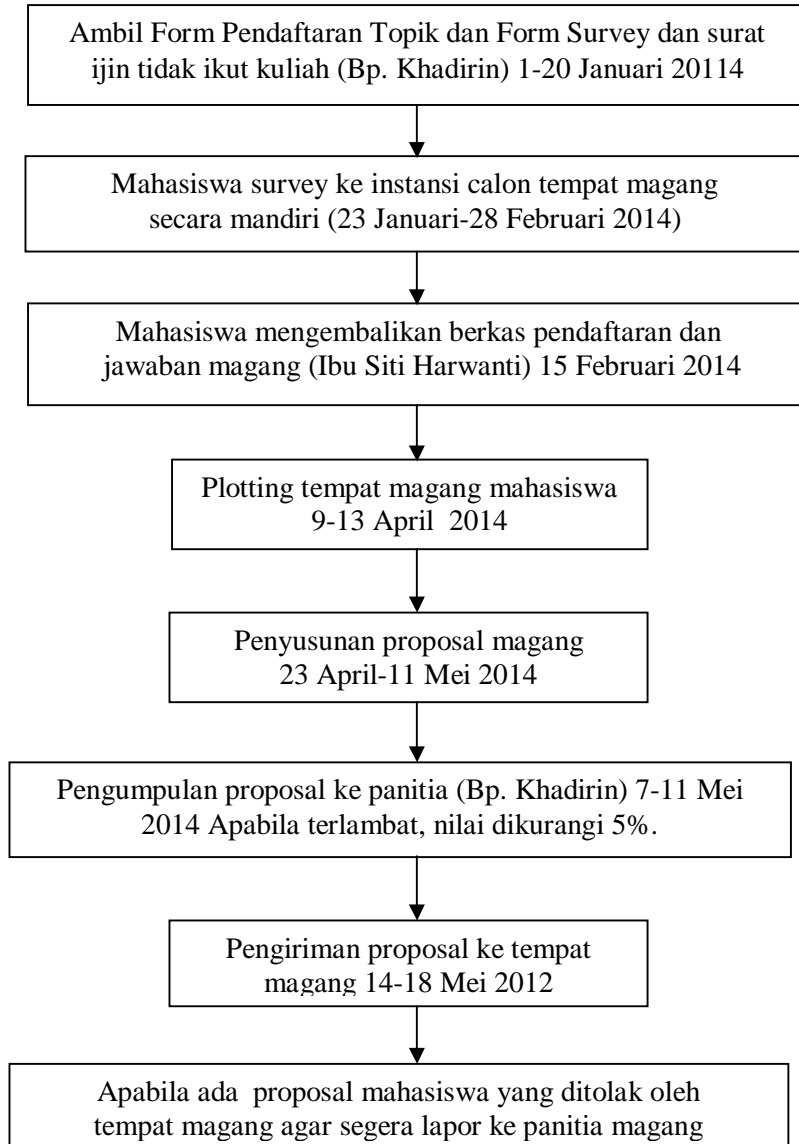 Ambil Form Pendaftaran Topik dan Form Survey dan surat
ijin tidak ikut kuliah (Bp. Khadirin) 1-20 Januari 20114
Mahasiswa survey ke instansi calon tempat magang
secara mandiri (23 Januari-28 Februari 2014)
Mahasiswa mengembalikan berkas pendaftaran dan
jawaban magang (Ibu Siti Harwanti) 15 Februari 2014
Plotting tempat magang mahasiswa
9-13 April  2014
Penyusunan proposal magang
23 April-11 Mei 2014
Pengumpulan proposal ke panitia (Bp. Khadirin) 7-11 Mei
2014 Apabila terlambat, nilai dikurangi 5%.
Pengiriman proposal ke tempat
magang 14-18 Mei 2012
Apabila ada  proposal mahasiswa yang ditolak oleh
tempat magang agar segera lapor ke panitia magang